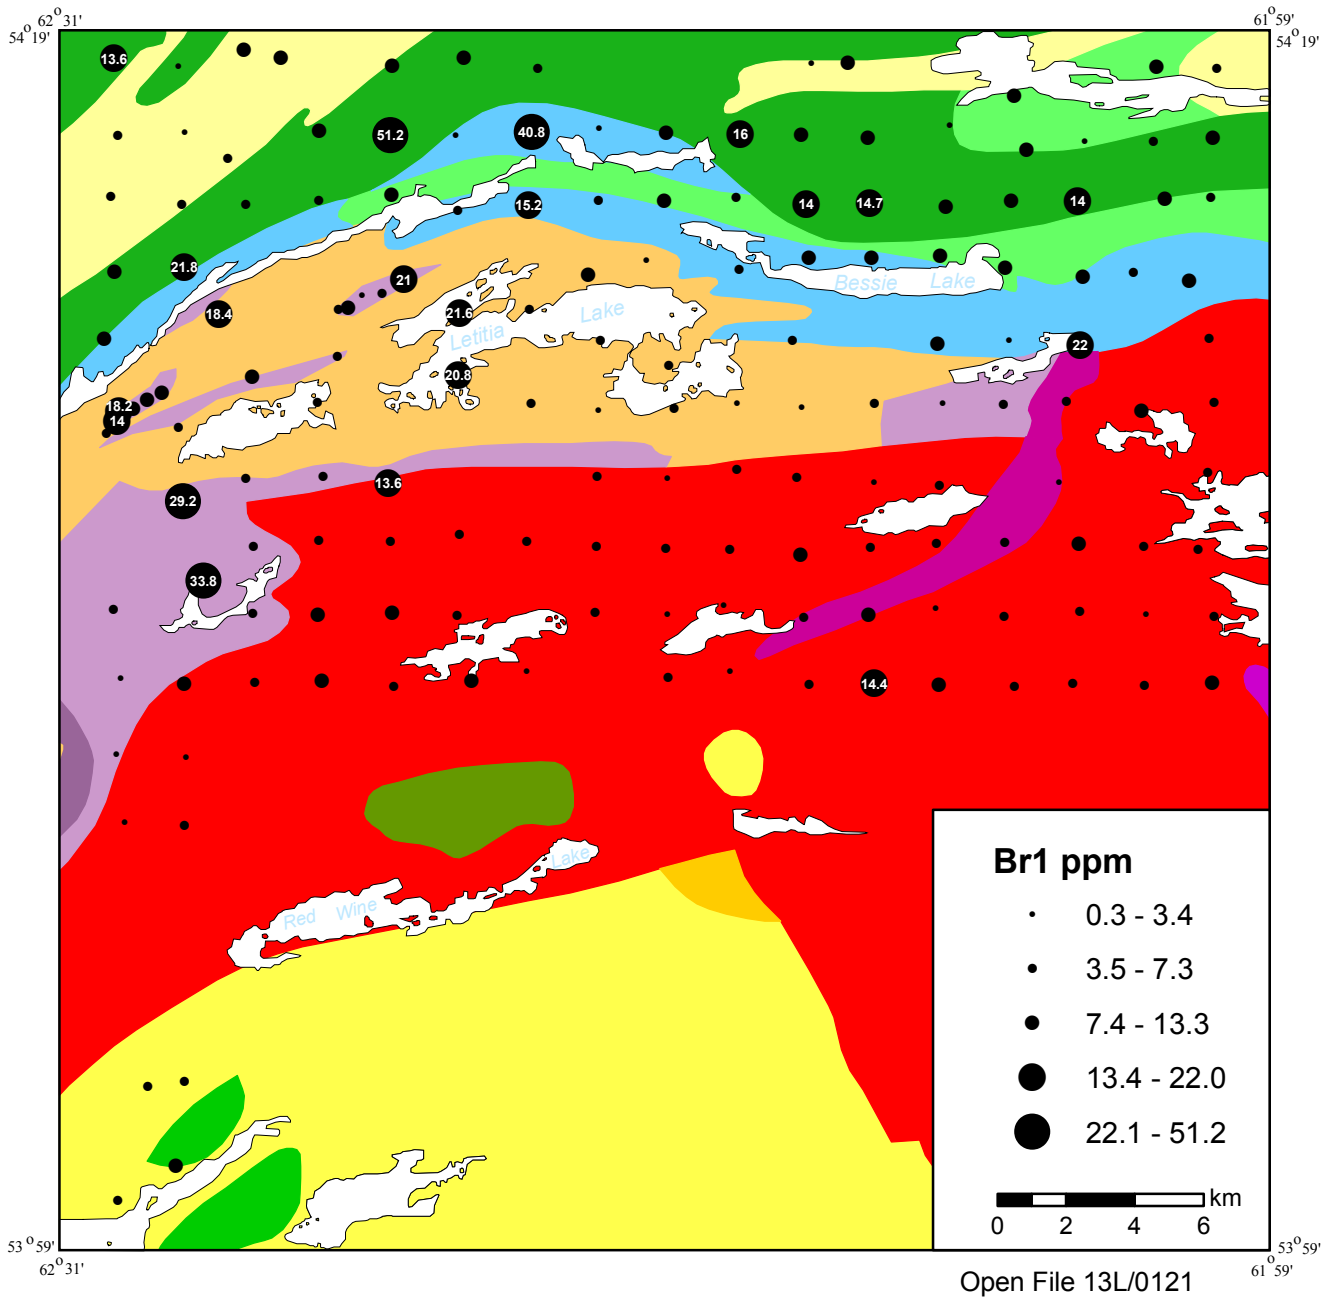 62° 31'
61° 59'
54° 19'
54° 19'
13.6
51.2
40.8
16
15.2
14
14.7
14
21.8
21
18.4
21.6
Bessie Lake
Letitia Lake
22
20.8
18.2
14
13.6
29.2
33.8
14.4
Lake
Red Wine
Br1 ppm
0.3 - 3.4
3.5 - 7.3
7.4 - 13.3
13.4 - 22.0
22.1 - 51.2
km
0 2 4 6
53° 59'
53° 59'
62° 31'
61° 59'
Open File 13L/0121